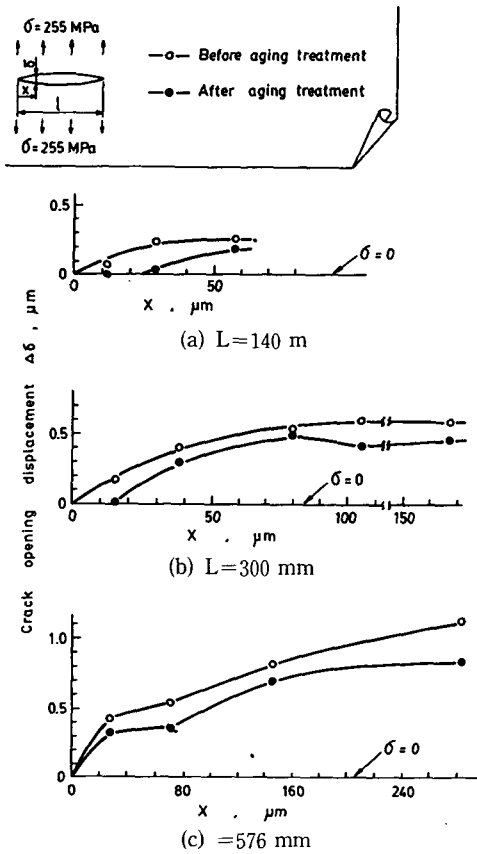 σ=255 MPa
δ
x
l
σ=255 MPa
—o— Before aging treatment
—●— After aging treatment
0.5
0
0
50
σ=0
X , μm
(a) L=140 m
0.5
0
0
50
100
150
σ=0
X , μm
(b) L=300 mm
1.0
0.5
0
0
80
160
240
σ=0
X , μm
(c) =576 mm
Crack opening displacement Δδ , μm